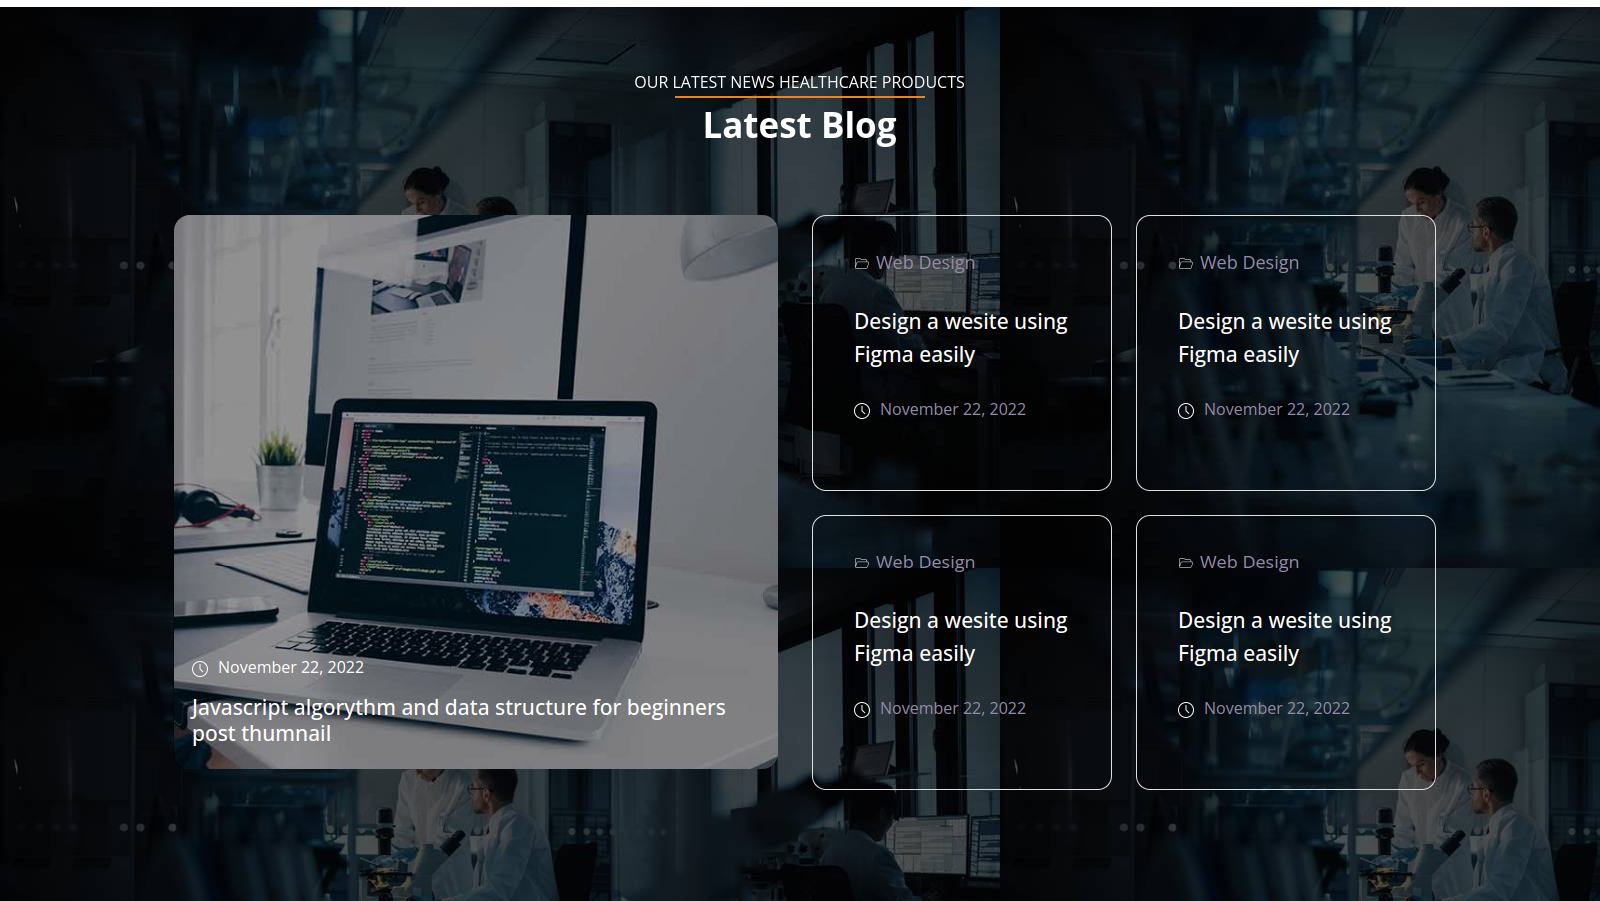 OUR LATEST NEWS HEALTHCARE PRODUCTS
Latest Blog
November 22, 2022
Javascript algorythm and data structure for beginners
post thumnail
Web Design
Design a wesite using
Figma easily
November 22, 2022
Web Design
Design a wesite using
Figma easily
November 22, 2022
Web Design
Design a wesite using
Figma easily
November 22, 2022
Web Design
Design a wesite using
Figma easily
November 22, 2022